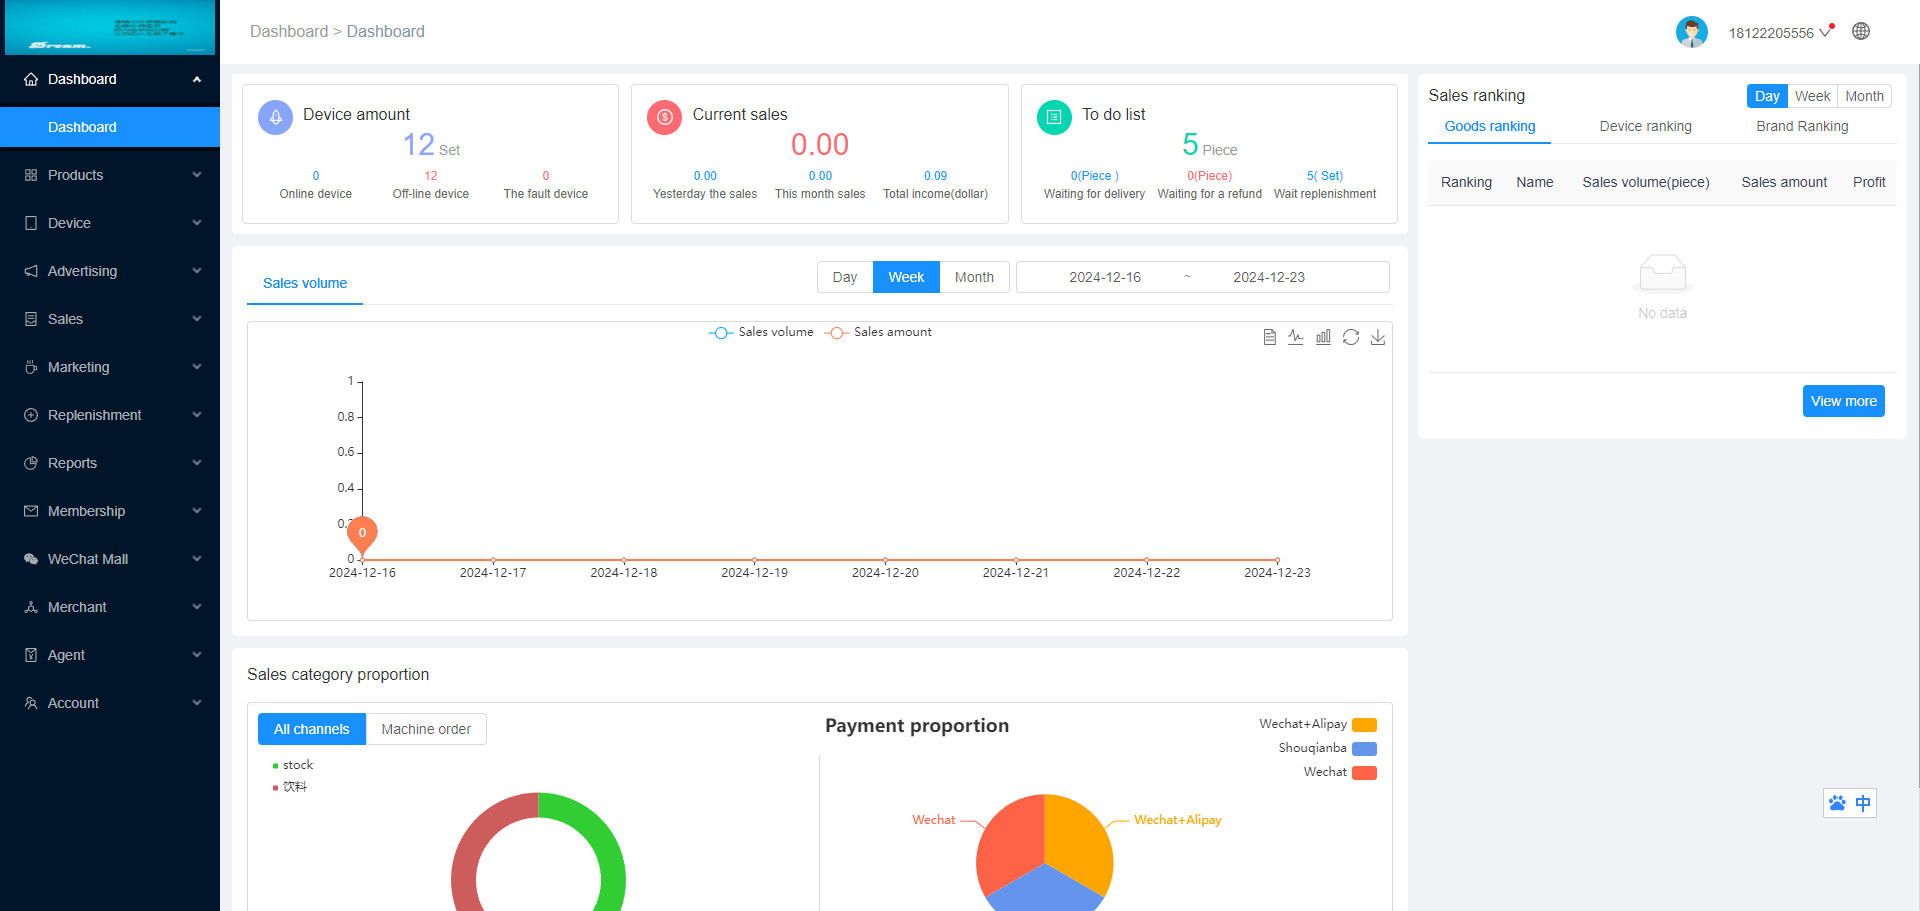 Dashboard > Dashboard
18122205556
Dashboard
Dashboard
Products
Device
Advertising
Sales
Marketing
Replenishment
Reports
Membership
WeChat Mall
Merchant
Agent
Account
Device amount
12 Set
0 12 0
Online device Off-line device The fault device
Current sales
0.00
0.00 0.00 0.09
Yesterday the sales This month sales Total income(dollar)
To do list
5 Piece
0(Piece ) 0(Piece) 5( Set)
Waiting for delivery Waiting for a refund Wait replenishment
Sales volume
Day Week Month 2024-12-16 ~ 2024-12-23
Sales volume Sales amount
1
0.8
0.6
0.4
0
0
2024-12-16 2024-12-17 2024-12-18 2024-12-19 2024-12-20 2024-12-21 2024-12-22 2024-12-23
Sales category proportion
All channels Machine order
stock
饮料
Payment proportion
Wechat+Alipay
Shouqianba
Wechat
Wechat Wechat+Alipay
Sales ranking
Day Week Month
Goods ranking Device ranking Brand Ranking
Ranking Name Sales volume(piece) Sales amount Profit
No data
View more
中